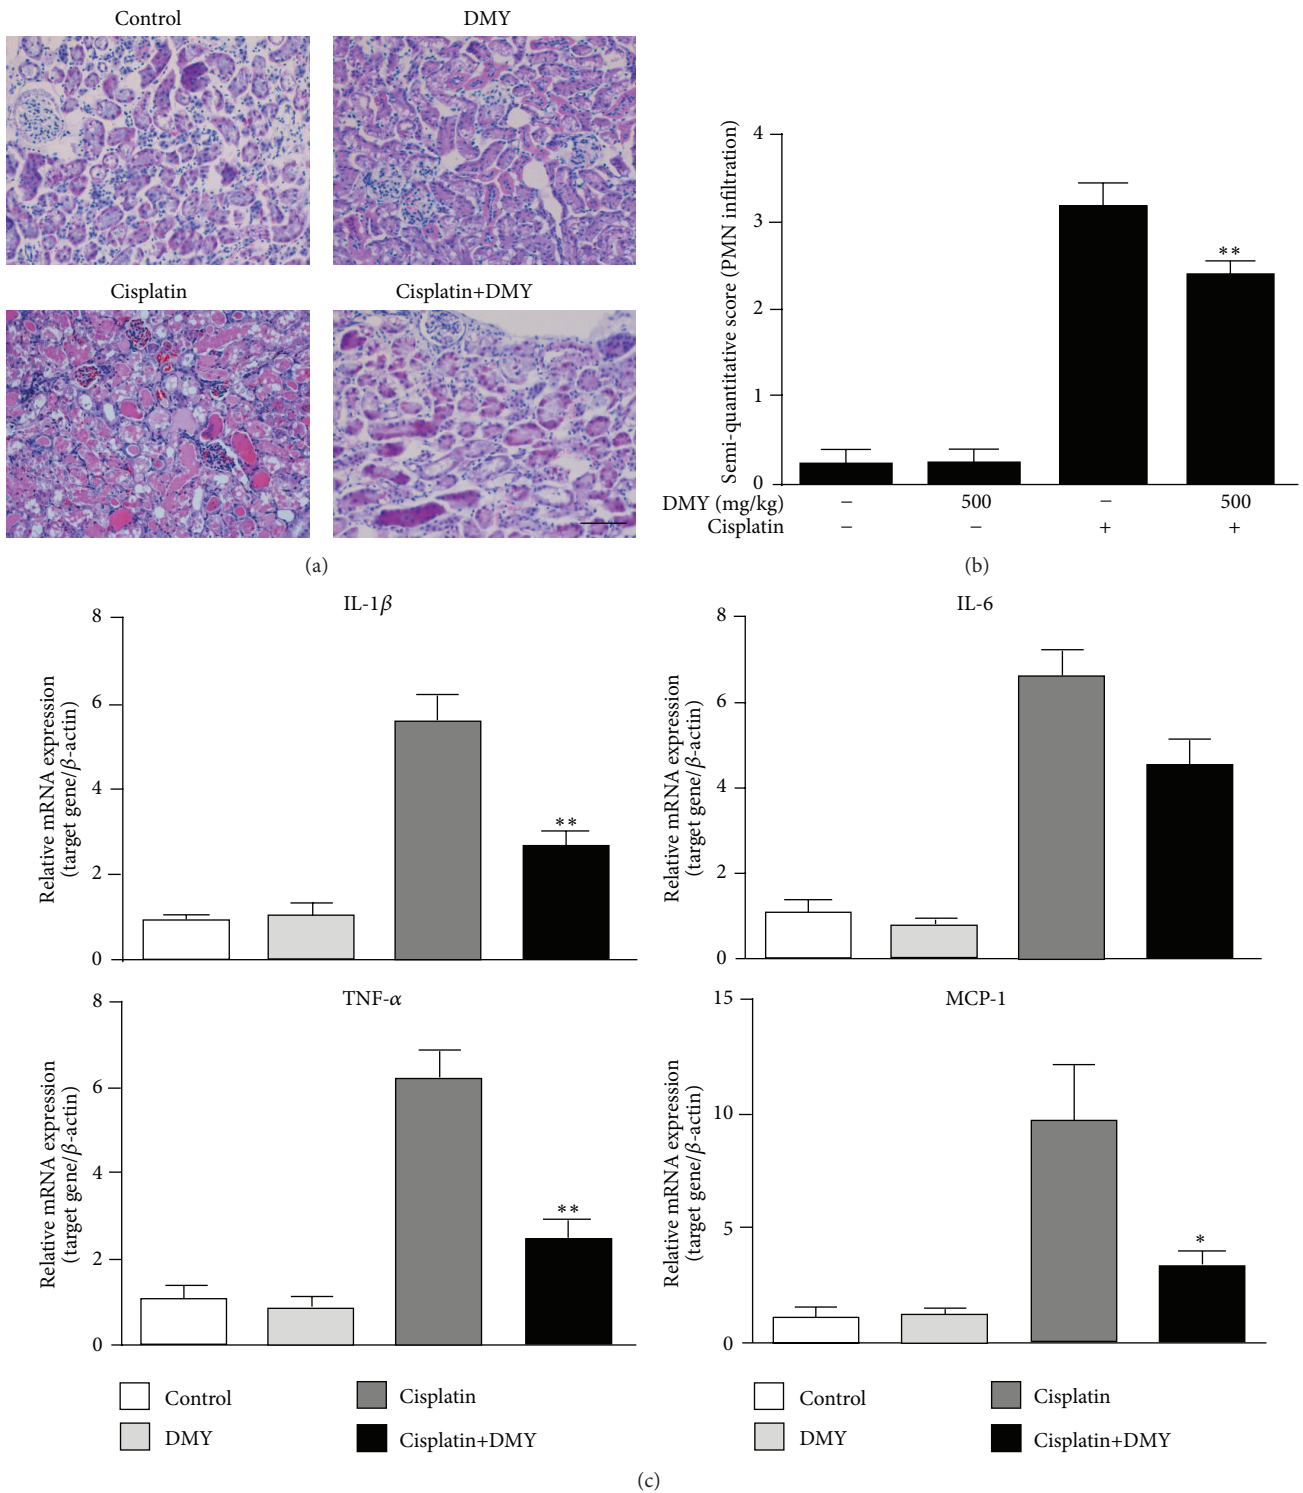 Control
DMY
Cisplatin
Cisplatin+DMY
(a)
Semi-quantitative score (PMN infiltration)
4
3
2
1
0
**
DMY (mg/kg) − 500 − 500
Cisplatin − − + +
(b)
IL-1β
Relative mRNA expression
(target gene/β-actin)
8
6
4
2
0
**
IL-6
Relative mRNA expression
(target gene/β-actin)
8
6
4
2
0
TNF-α
Relative mRNA expression
(target gene/β-actin)
8
6
4
2
0
**
MCP-1
Relative mRNA expression
(target gene/β-actin)
15
10
5
0
*
Control
DMY
Cisplatin
Cisplatin+DMY
Control
DMY
Cisplatin
Cisplatin+DMY
(c)